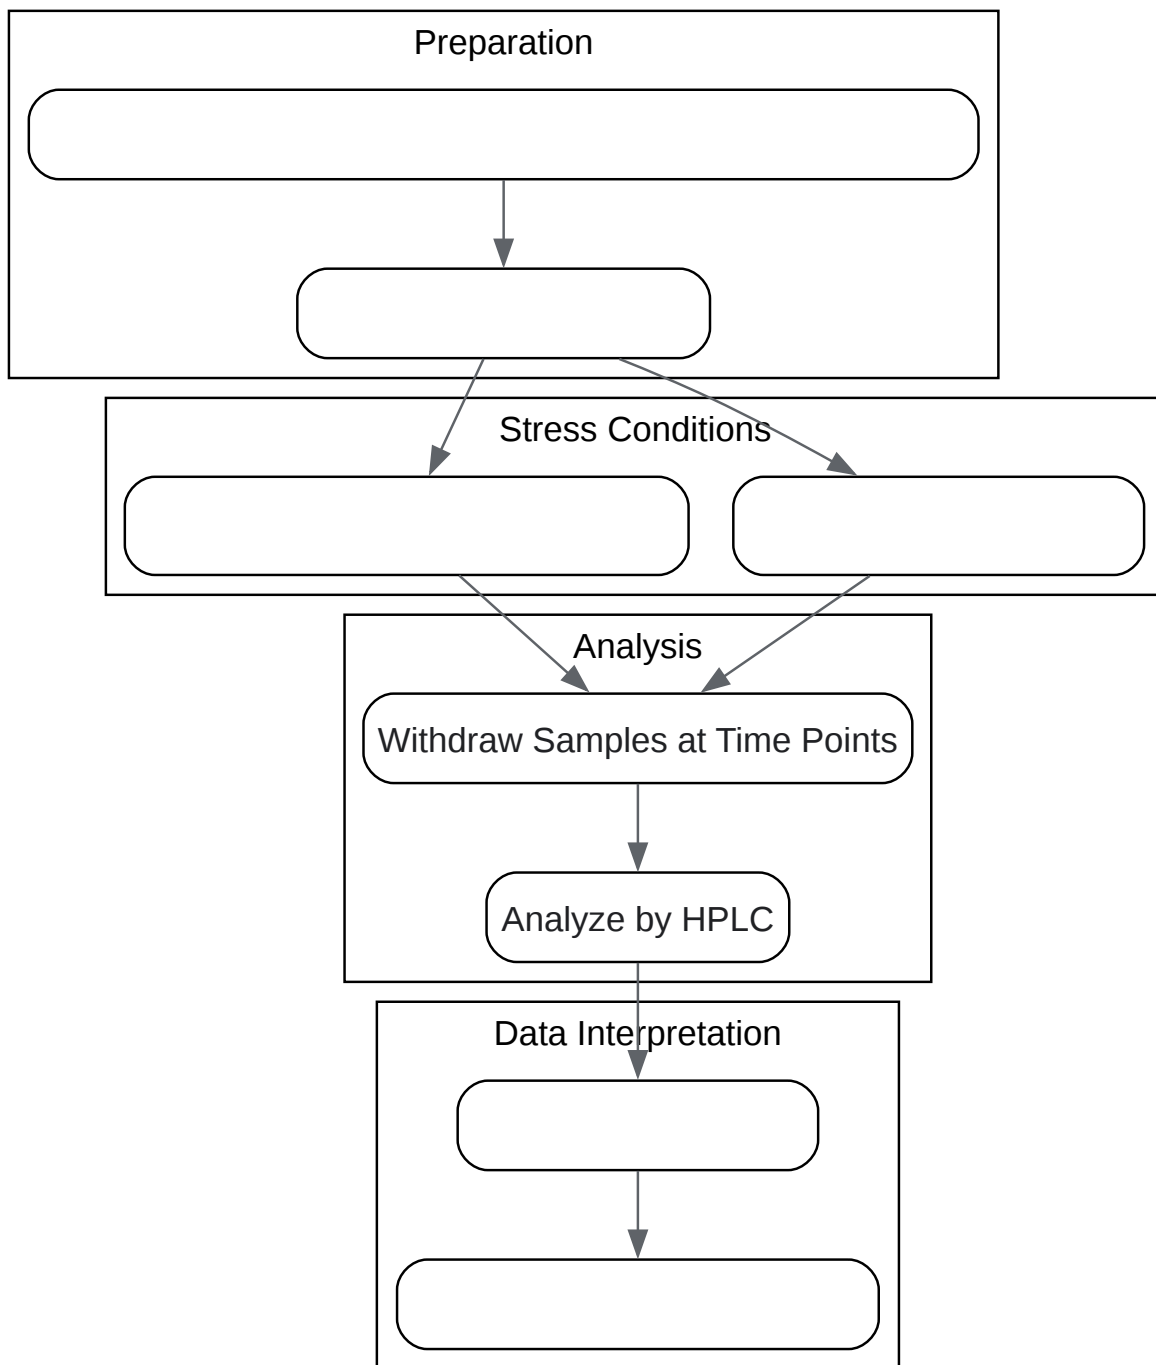 Preparation
Stress Conditions
Analysis
Withdraw Samples at Time Points
Analyze by HPLC
Data Interpretation